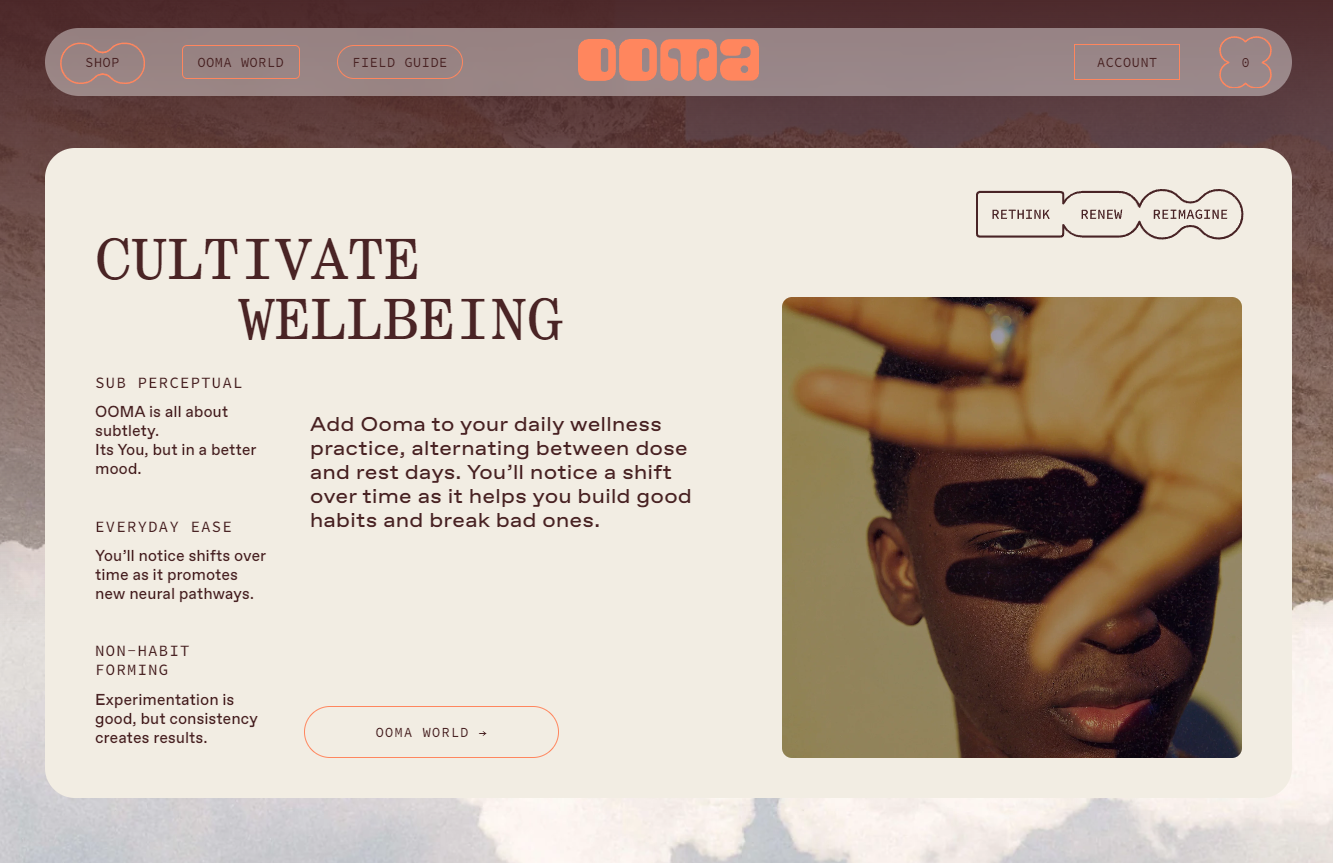 SHOP
OOMA WORLD
FIELD GUIDE
ooma
ACCOUNT
0
RETHINK
RENEW
REIMAGINE
CULTIVATE
WELLBEING
SUB PERCEPTUAL
OOMA is all about
subtlety.
Its You, but in a better
mood.
EVERYDAY EASE
You’ll notice shifts over
time as it promotes
new neural pathways.
NON-HABIT
FORMING
Experimentation is
good, but consistency
creates results.
Add Ooma to your daily wellness
practice, alternating between dose
and rest days. You’ll notice a shift
over time as it helps you build good
habits and break bad ones.
OOMA WORLD →